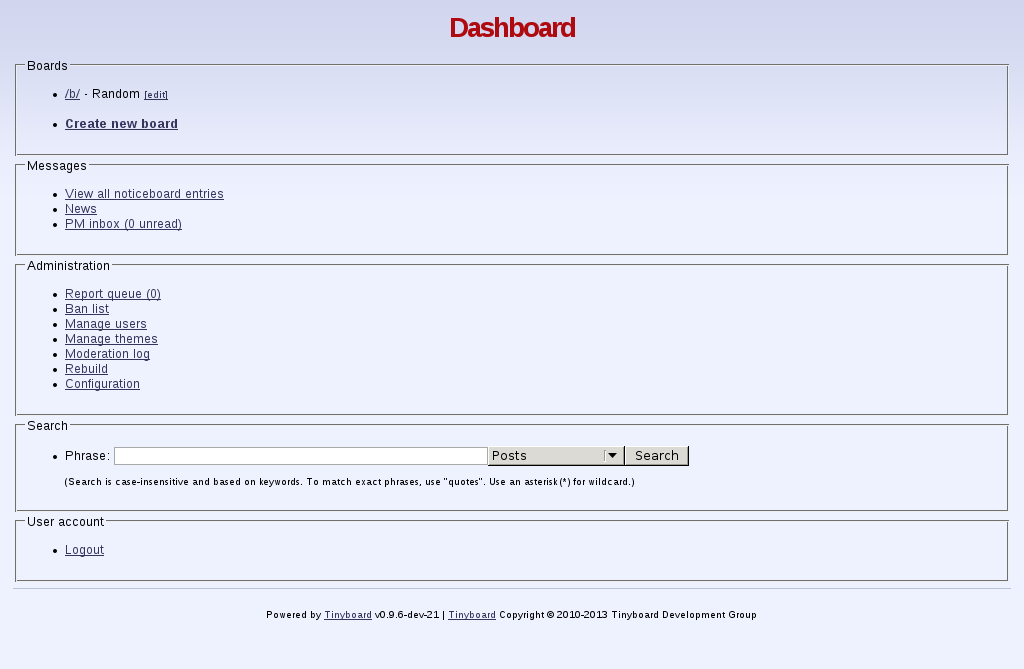 Dashboard
Boards
/b/ - Random [edit]
Create new board
Messages
View all noticeboard entries
News
PM inbox (0 unread)
Administration
Report queue (0)
Ban list
Manage users
Manage themes
Moderation log
Rebuild
Configuration
Search
Phrase: Posts Search
(Search is case-insensitive and based on keywords. To match exact phrases, use "quotes". Use an asterisk (*) for wildcard.)
User account
Logout
Powered by Tinyboard v0.9.6-dev-21 | Tinyboard Copyright © 2010-2013 Tinyboard Development Group